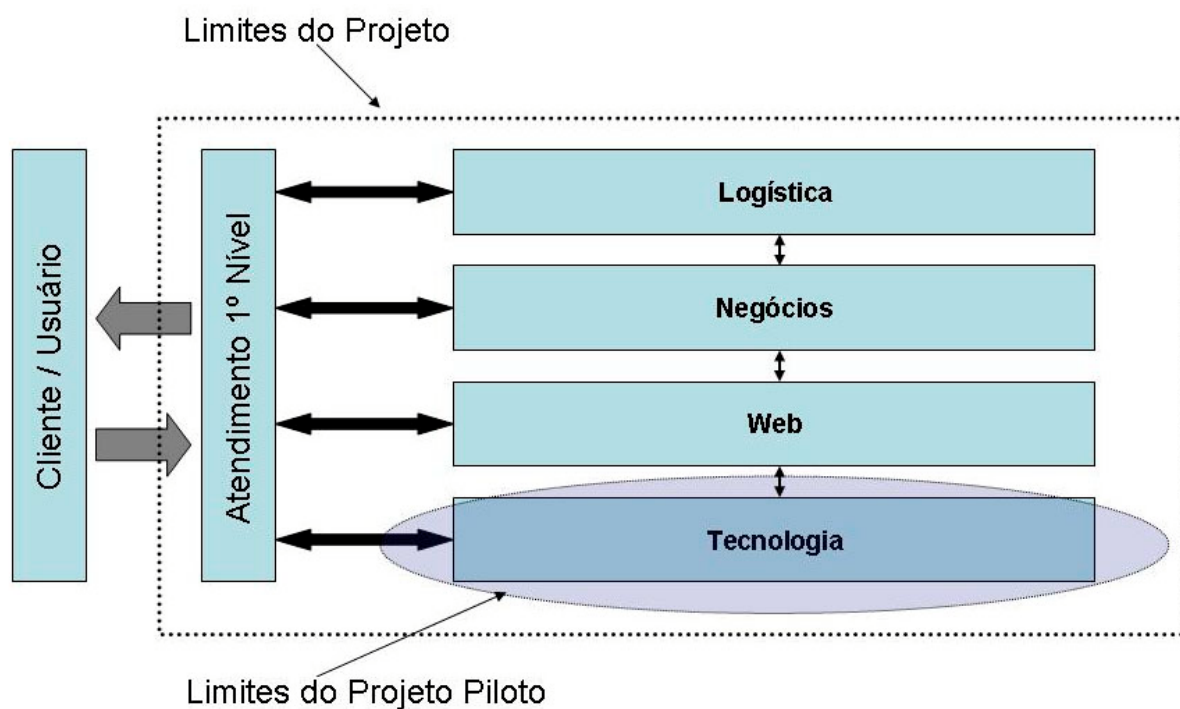 Limites do Projeto
Cliente / Usuário
Atendimento 1º Nível
Logística
Negócios
Web
Tecnologia
Limites do Projeto Piloto